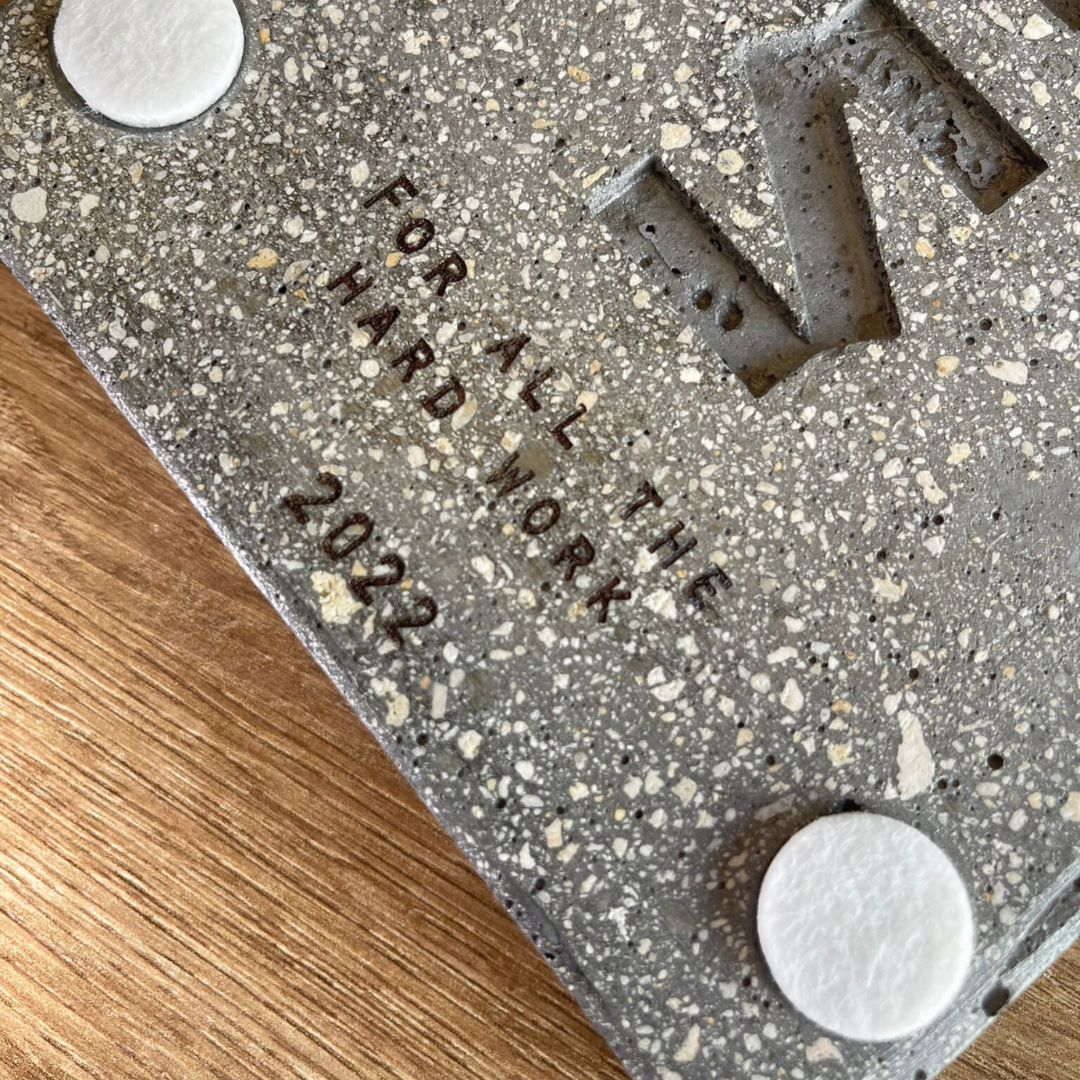 FOR ALL THE
HARD WORK
2022
N